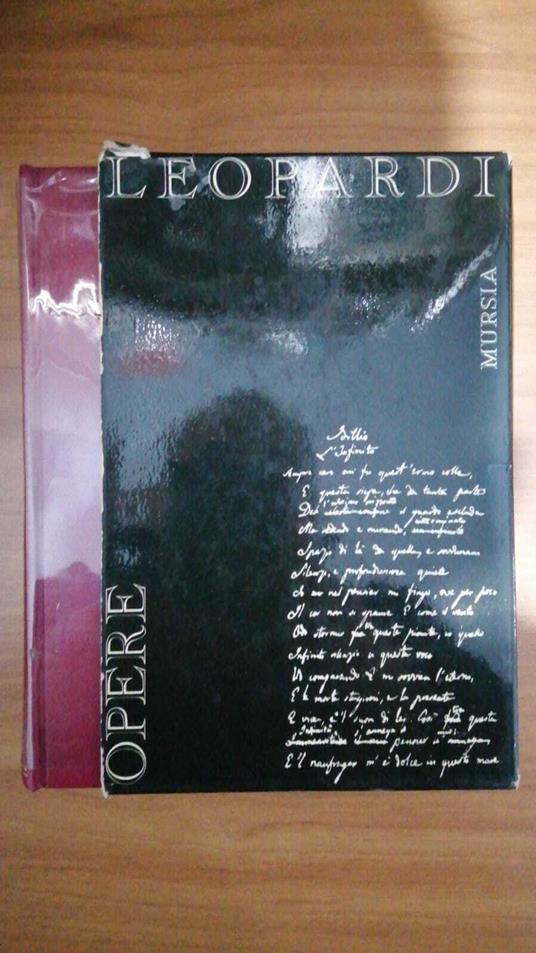 LEOPARDI
MURSIA
OPERE
L'Infinito
Sempre caro mi fu quest'ermo colle,
E questa siepe, che da tanta parte
il guardo esclude
Ma sedendo e mirando,
Spazi di là da quella, e sovrumani
Silenzi, e profondissima quiete
Io nel pensier mi fingo, ove per poco
Il cor non si spaura. E come il vento
Odo stormir tra queste piante, io quello
Infinito silenzio a questa voce
Vo comparando: E mi sovvien l'eterno,
E le morte stagioni, e la presente
E viva, e 'l suon di lei. Così questa
Infinità
E 'l naufragar m'è dolce in questo mare